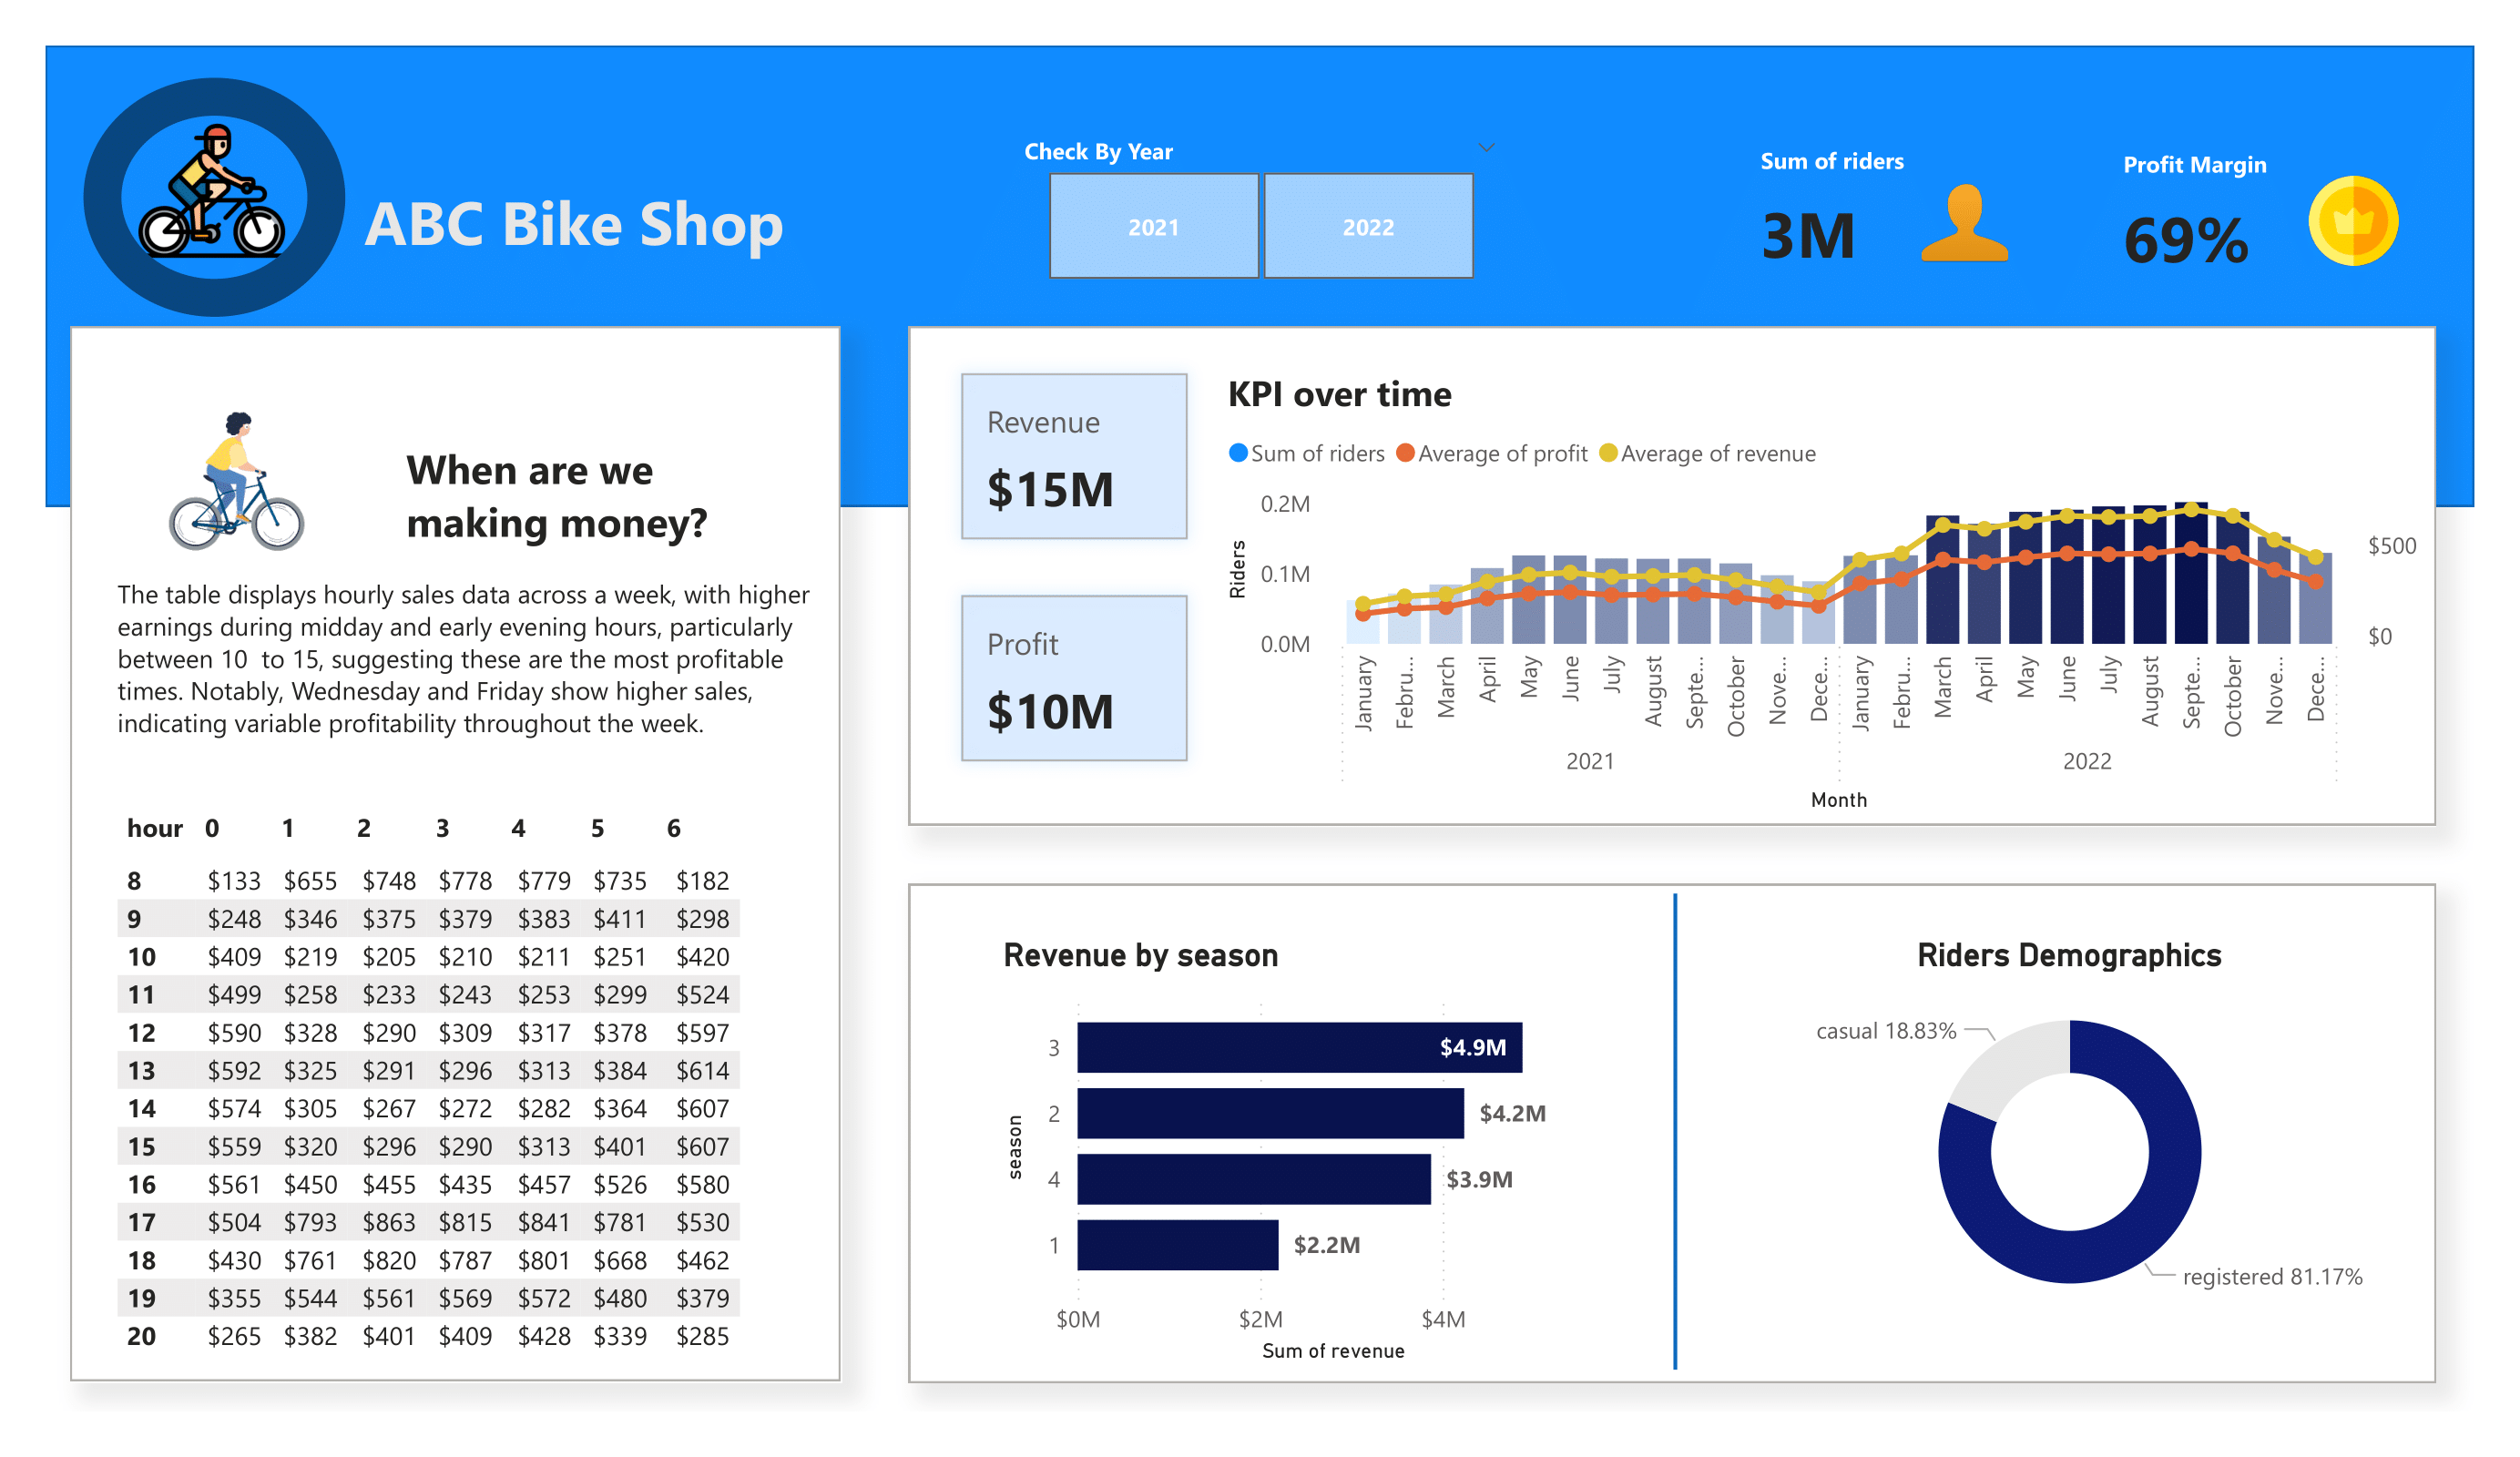 ABC Bike Shop
Check By Year
2021
2022
Sum of riders
3M
Profit Margin
69%
When are we
making money?
The table displays hourly sales data across a week, with higher
earnings during midday and early evening hours, particularly
between 10  to 15, suggesting these are the most profitable
times. Notably, Wednesday and Friday show higher sales,
indicating variable profitability throughout the week.
hour 0 1 2 3 4 5 6
8 $133 $655 $748 $778 $779 $735 $182
9 $248 $346 $375 $379 $383 $411 $298
10 $409 $219 $205 $210 $211 $251 $420
11 $499 $258 $233 $243 $253 $299 $524
12 $590 $328 $290 $309 $317 $378 $597
13 $592 $325 $291 $296 $313 $384 $614
14 $574 $305 $267 $272 $282 $364 $607
15 $559 $320 $296 $290 $313 $401 $607
16 $561 $450 $455 $435 $457 $526 $580
17 $504 $793 $863 $815 $841 $781 $530
18 $430 $761 $820 $787 $801 $668 $462
19 $355 $544 $561 $569 $572 $480 $379
20 $265 $382 $401 $409 $428 $339 $285
Revenue
$15M
Profit
$10M
KPI over time
Sum of riders Average of profit Average of revenue
Riders
0.2M
0.1M
0.0M
$500
$0
January
Febru...
March
April
May
June
July
August
Septe...
October
Nove...
Dece...
January
Febru...
March
April
May
June
July
August
Septe...
October
Nove...
Dece...
2021
2022
Month
Revenue by season
season
3 $4.9M
2 $4.2M
4 $3.9M
1 $2.2M
$0M $2M $4M
Sum of revenue
Riders Demographics
casual 18.83%
registered 81.17%